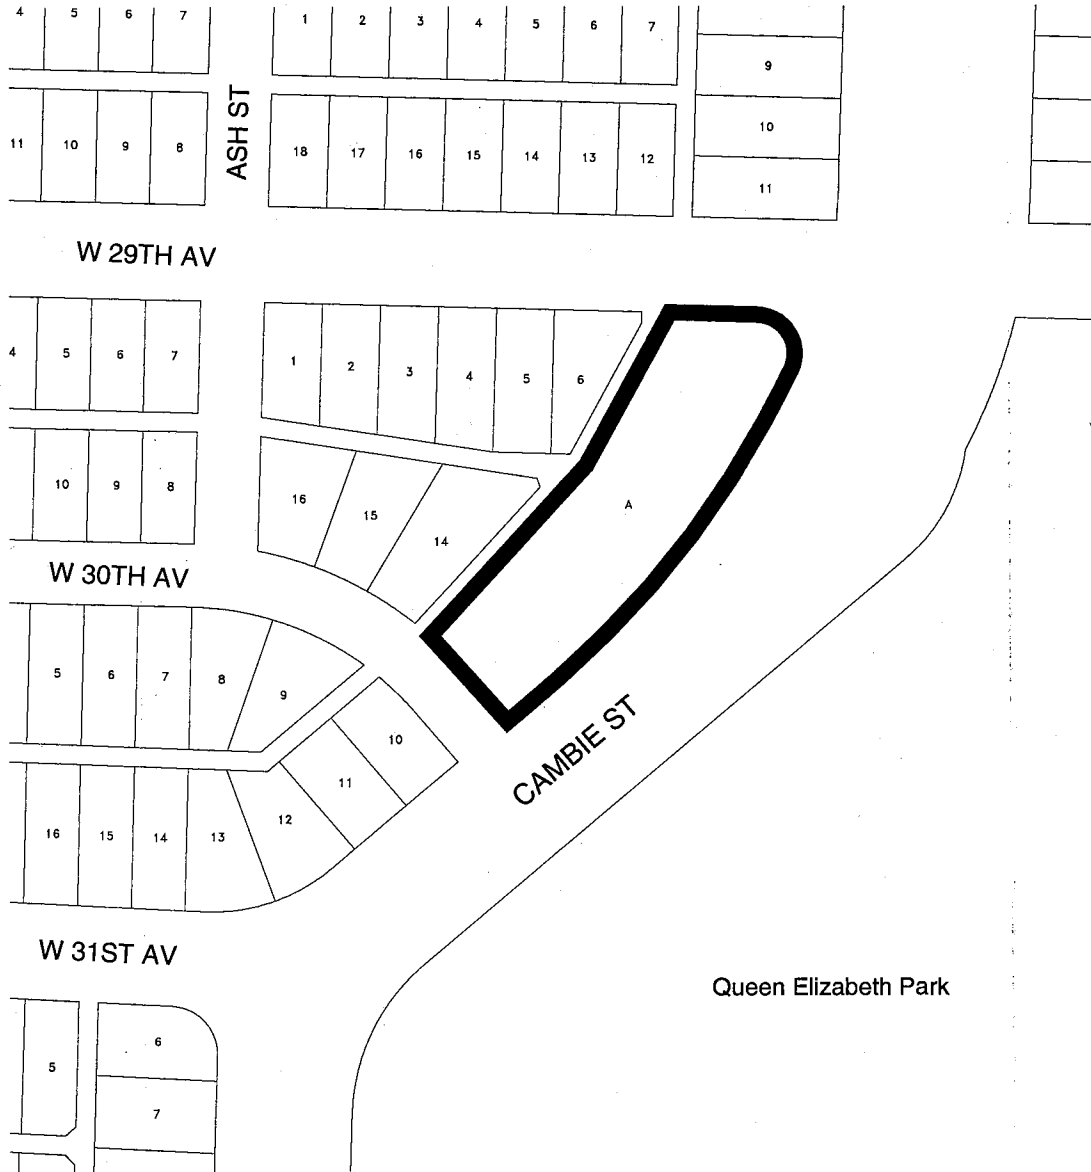 4 5 6 7
1 2 3 4 5 6 7
9
10
11
11 10 9 8
ASH ST
18 17 16 15 14 13 12
W 29TH AV
4 5 6 7
1 2 3 4 5 6
10 9 8
16 15 14
A
W 30TH AV
5 6 7 8 9
10
11
12
16 15 14 13
CAMBIE ST
W 31ST AV
Queen Elizabeth Park
5
6
7